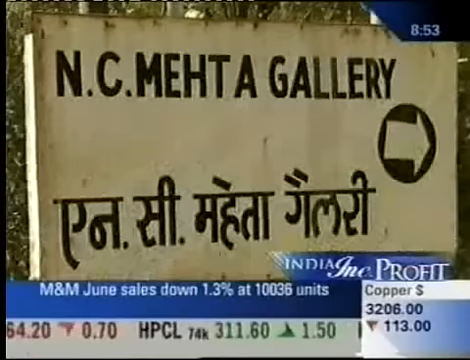 8:53
N.C.MEHTA GALLERY
एन.सी. महेता गैलरी
INDIA Inc. PROFIT
M&M June sales down 1.3% at 10036 units
Copper $
3206.00
▼ 113.00
64.20 ▼ 0.70 HPCL 74k 311.60 ▲ 1.50